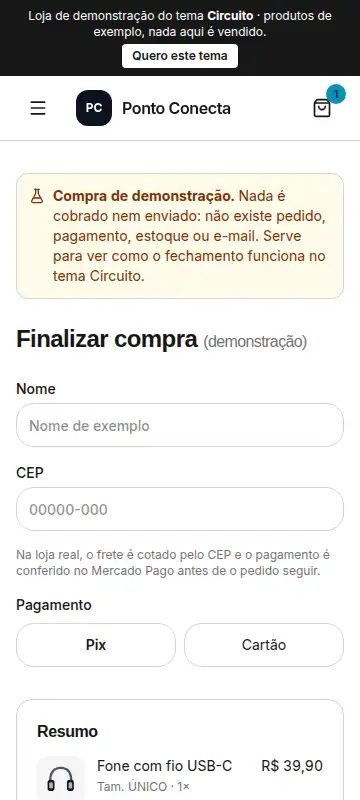 Loja de demonstração do tema Circuito · produtos de
exemplo, nada aqui é vendido.
Quero este tema
PC
Ponto Conecta
1
Compra de demonstração. Nada é
cobrado nem enviado: não existe pedido,
pagamento, estoque ou e-mail. Serve
para ver como o fechamento funciona no
tema Circuito.
Finalizar compra (demonstração)
Nome
Nome de exemplo
CEP
00000-000
Na loja real, o frete é cotado pelo CEP e o pagamento é
conferido no Mercado Pago antes de o pedido seguir.
Pagamento
Pix
Cartão
Resumo
Fone com fio USB-C R$ 39,90
Tam. ÚNICO · 1×